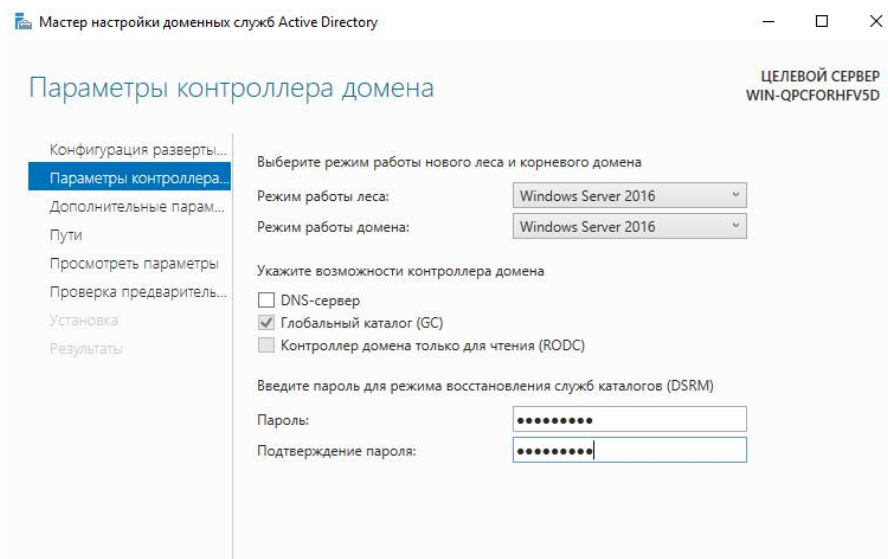 Мастер настройки доменных служб Active Directory
Параметры контроллера домена
ЦЕЛЕВОЙ СЕРВЕР
WIN-QPCFORHFV5D
Конфигурация разверты...
Параметры контроллера...
Дополнительные парам...
Пути
Просмотреть параметры
Проверка предваритель...
Установка
Результаты
Выберите режим работы нового леса и корневого домена
Режим работы леса: Windows Server 2016
Режим работы домена: Windows Server 2016
Укажите возможности контроллера домена
DNS-сервер
Глобальный каталог (GC)
Контроллер домена только для чтения (RODC)
Введите пароль для режима восстановления служб каталогов (DSRM)
Пароль: •••••••••
Подтверждение пароля: •••••••••